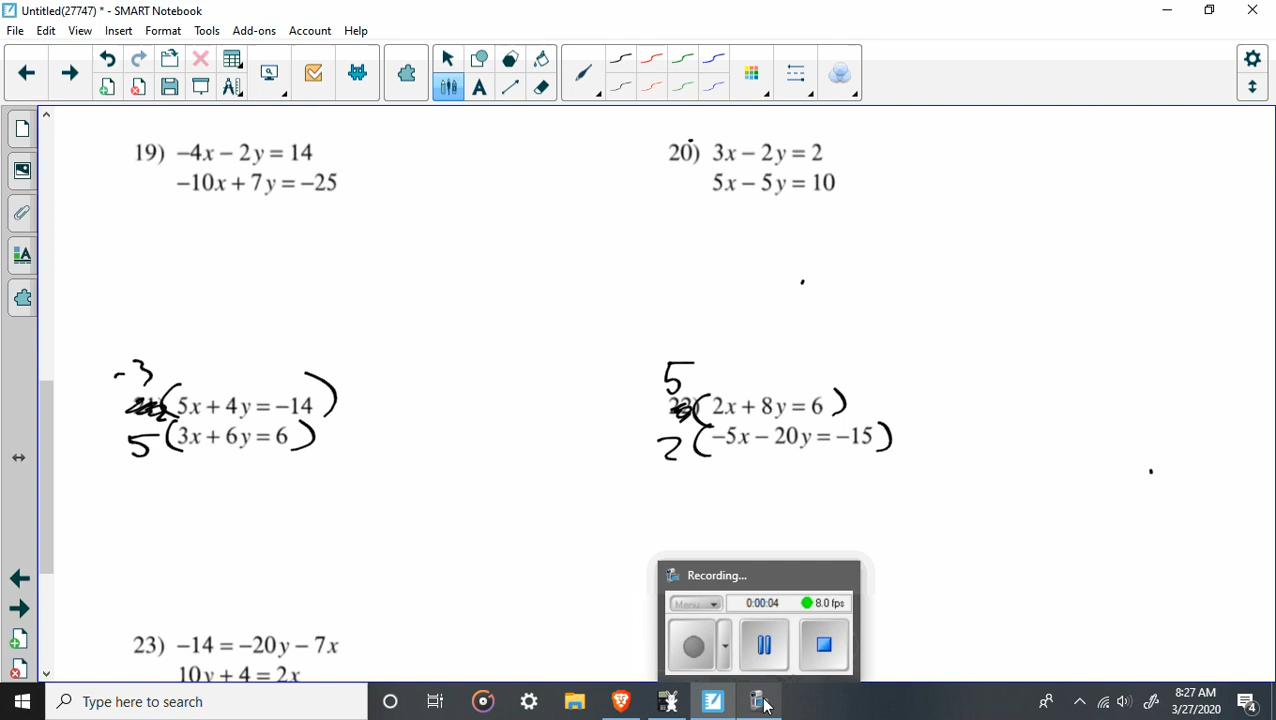 Untitled(27747) * - SMART Notebook
File Edit View Insert Format Tools Add-ons Account Help
19) −4x − 2y = 14
−10x + 7y = −25
20) 3x − 2y = 2
5x − 5y = 10
-3
(5x + 4y = −14)
5 (3x + 6y = 6)
5
(2x + 8y = 6)
2 (−5x − 20y = −15)
Recording...
Menu
0:00:04
8.0 fps
23) −14 = −20y − 7x
10y + 4 = 2x
Type here to search
8:27 AM
3/27/2020
4